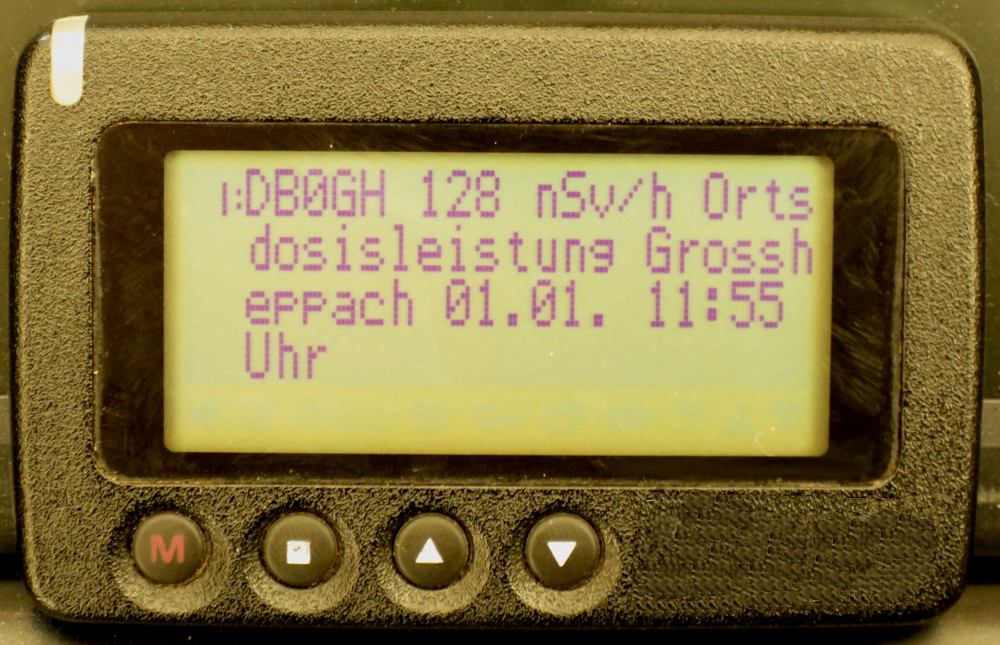 1:DB0GH 128 nSv/h Orts
dosisleistung Grossh
eppach 01.01. 11:55
Uhr
M